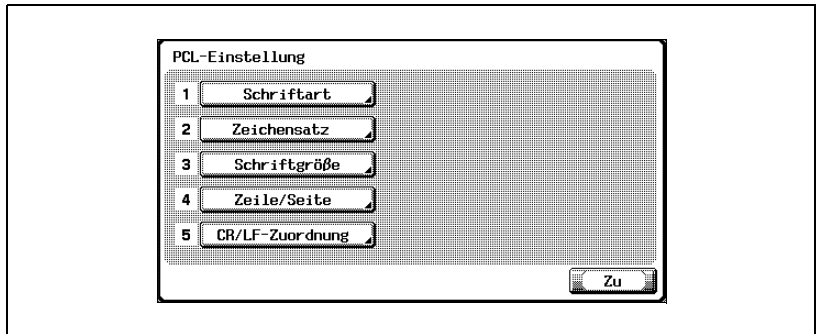 PCL-Einstellung
1 Schriftart
2 Zeichensatz
3 Schriftgröße
4 Zeile/Seite
5 CR/LF-Zuordnung
Zu